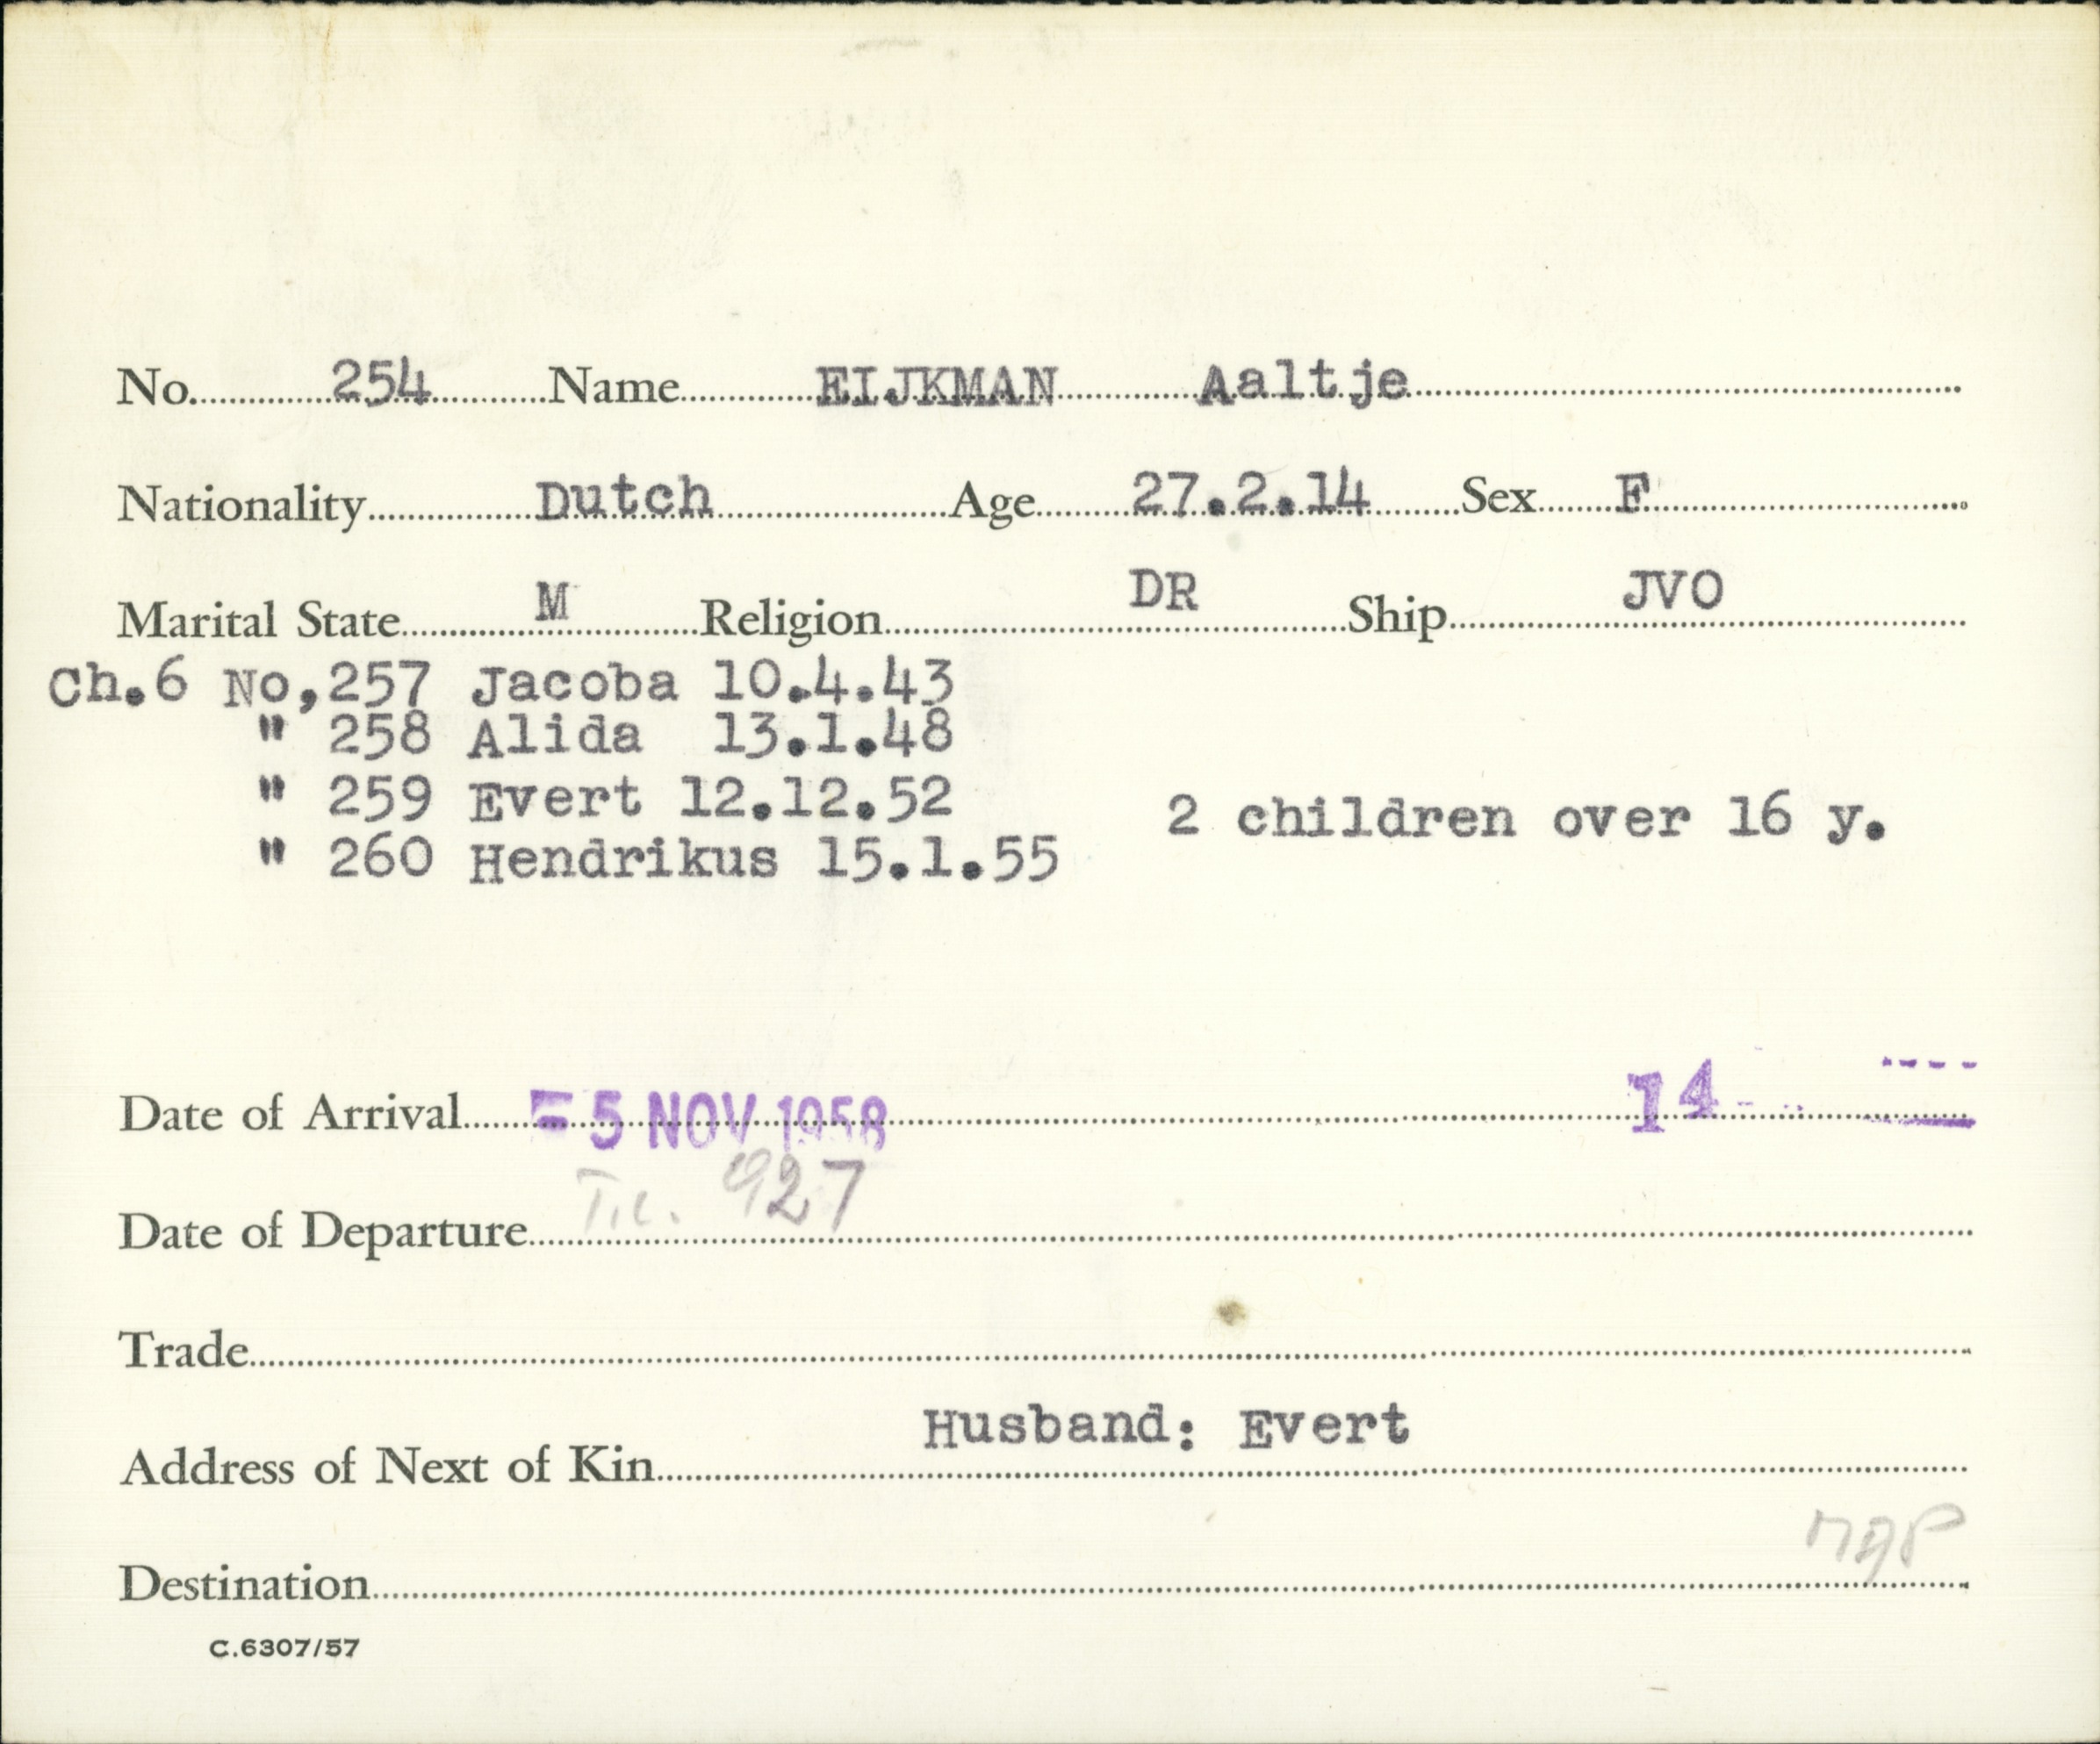 No. 254 Name EIJKMAN Aaltje
Nationality Dutch Age 27.2.14 Sex F
Marital State M Religion DR Ship JVO
Ch.6 No,257 Jacoba 10.4.43
" 258 Alida 13.1.48
" 259 Evert 12.12.52
2 children over 16 y.
" 260 Hendrikus 15.1.55
Date of Arrival = 5 NOV 1958 14
927
Date of Departure
Trade
Address of Next of Kin Husband: Evert
Destination
C.6307/57